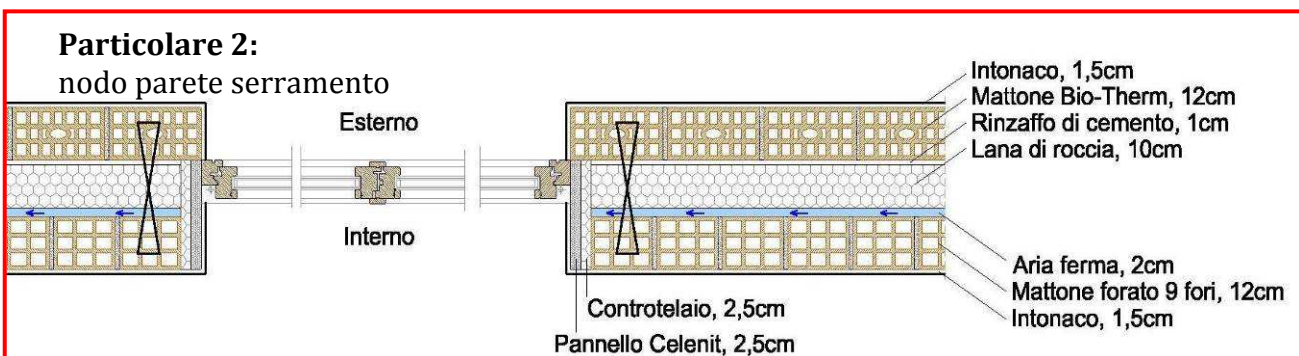 Particolare 2:
nodo parete serramento
Esterno
Interno
Intonaco, 1,5cm
Mattone Bio-Therm, 12cm
Rinzaffo di cemento, 1cm
Lana di roccia, 10cm
Aria ferma, 2cm
Mattone forato 9 fori, 12cm
Intonaco, 1,5cm
Controtelaio, 2,5cm
Pannello Celenit, 2,5cm